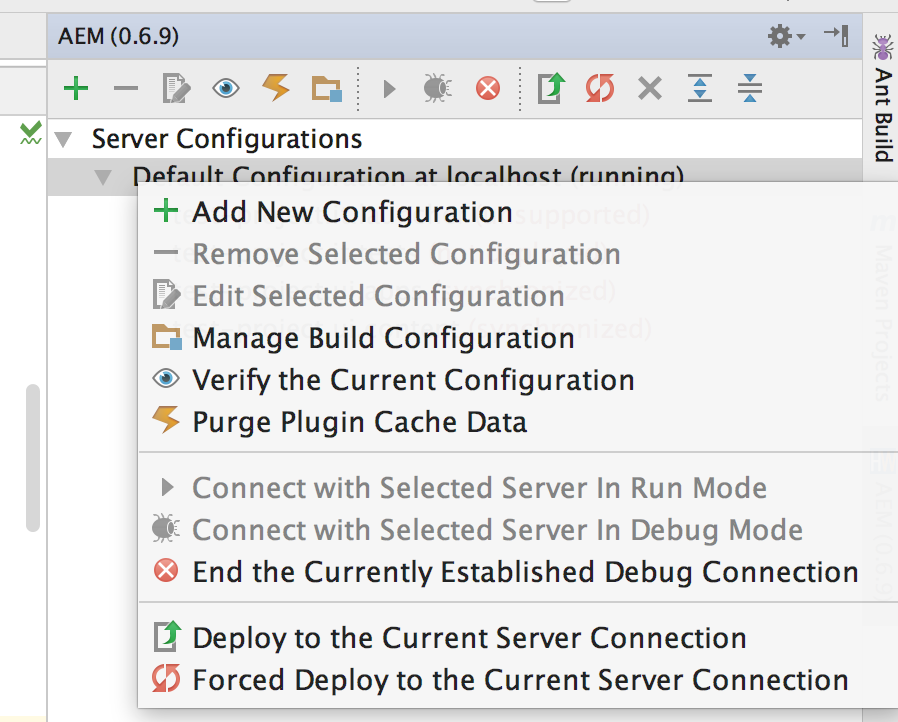 AEM (0.6.9)
Ant Build
Server Configurations
Default Configuration at localhost (running)
Add New Configuration
Remove Selected Configuration
Edit Selected Configuration
Manage Build Configuration
Verify the Current Configuration
Purge Plugin Cache Data
Connect with Selected Server In Run Mode
Connect with Selected Server In Debug Mode
End the Currently Established Debug Connection
Deploy to the Current Server Connection
Forced Deploy to the Current Server Connection
Maven Projects
AEM (0.6.9)